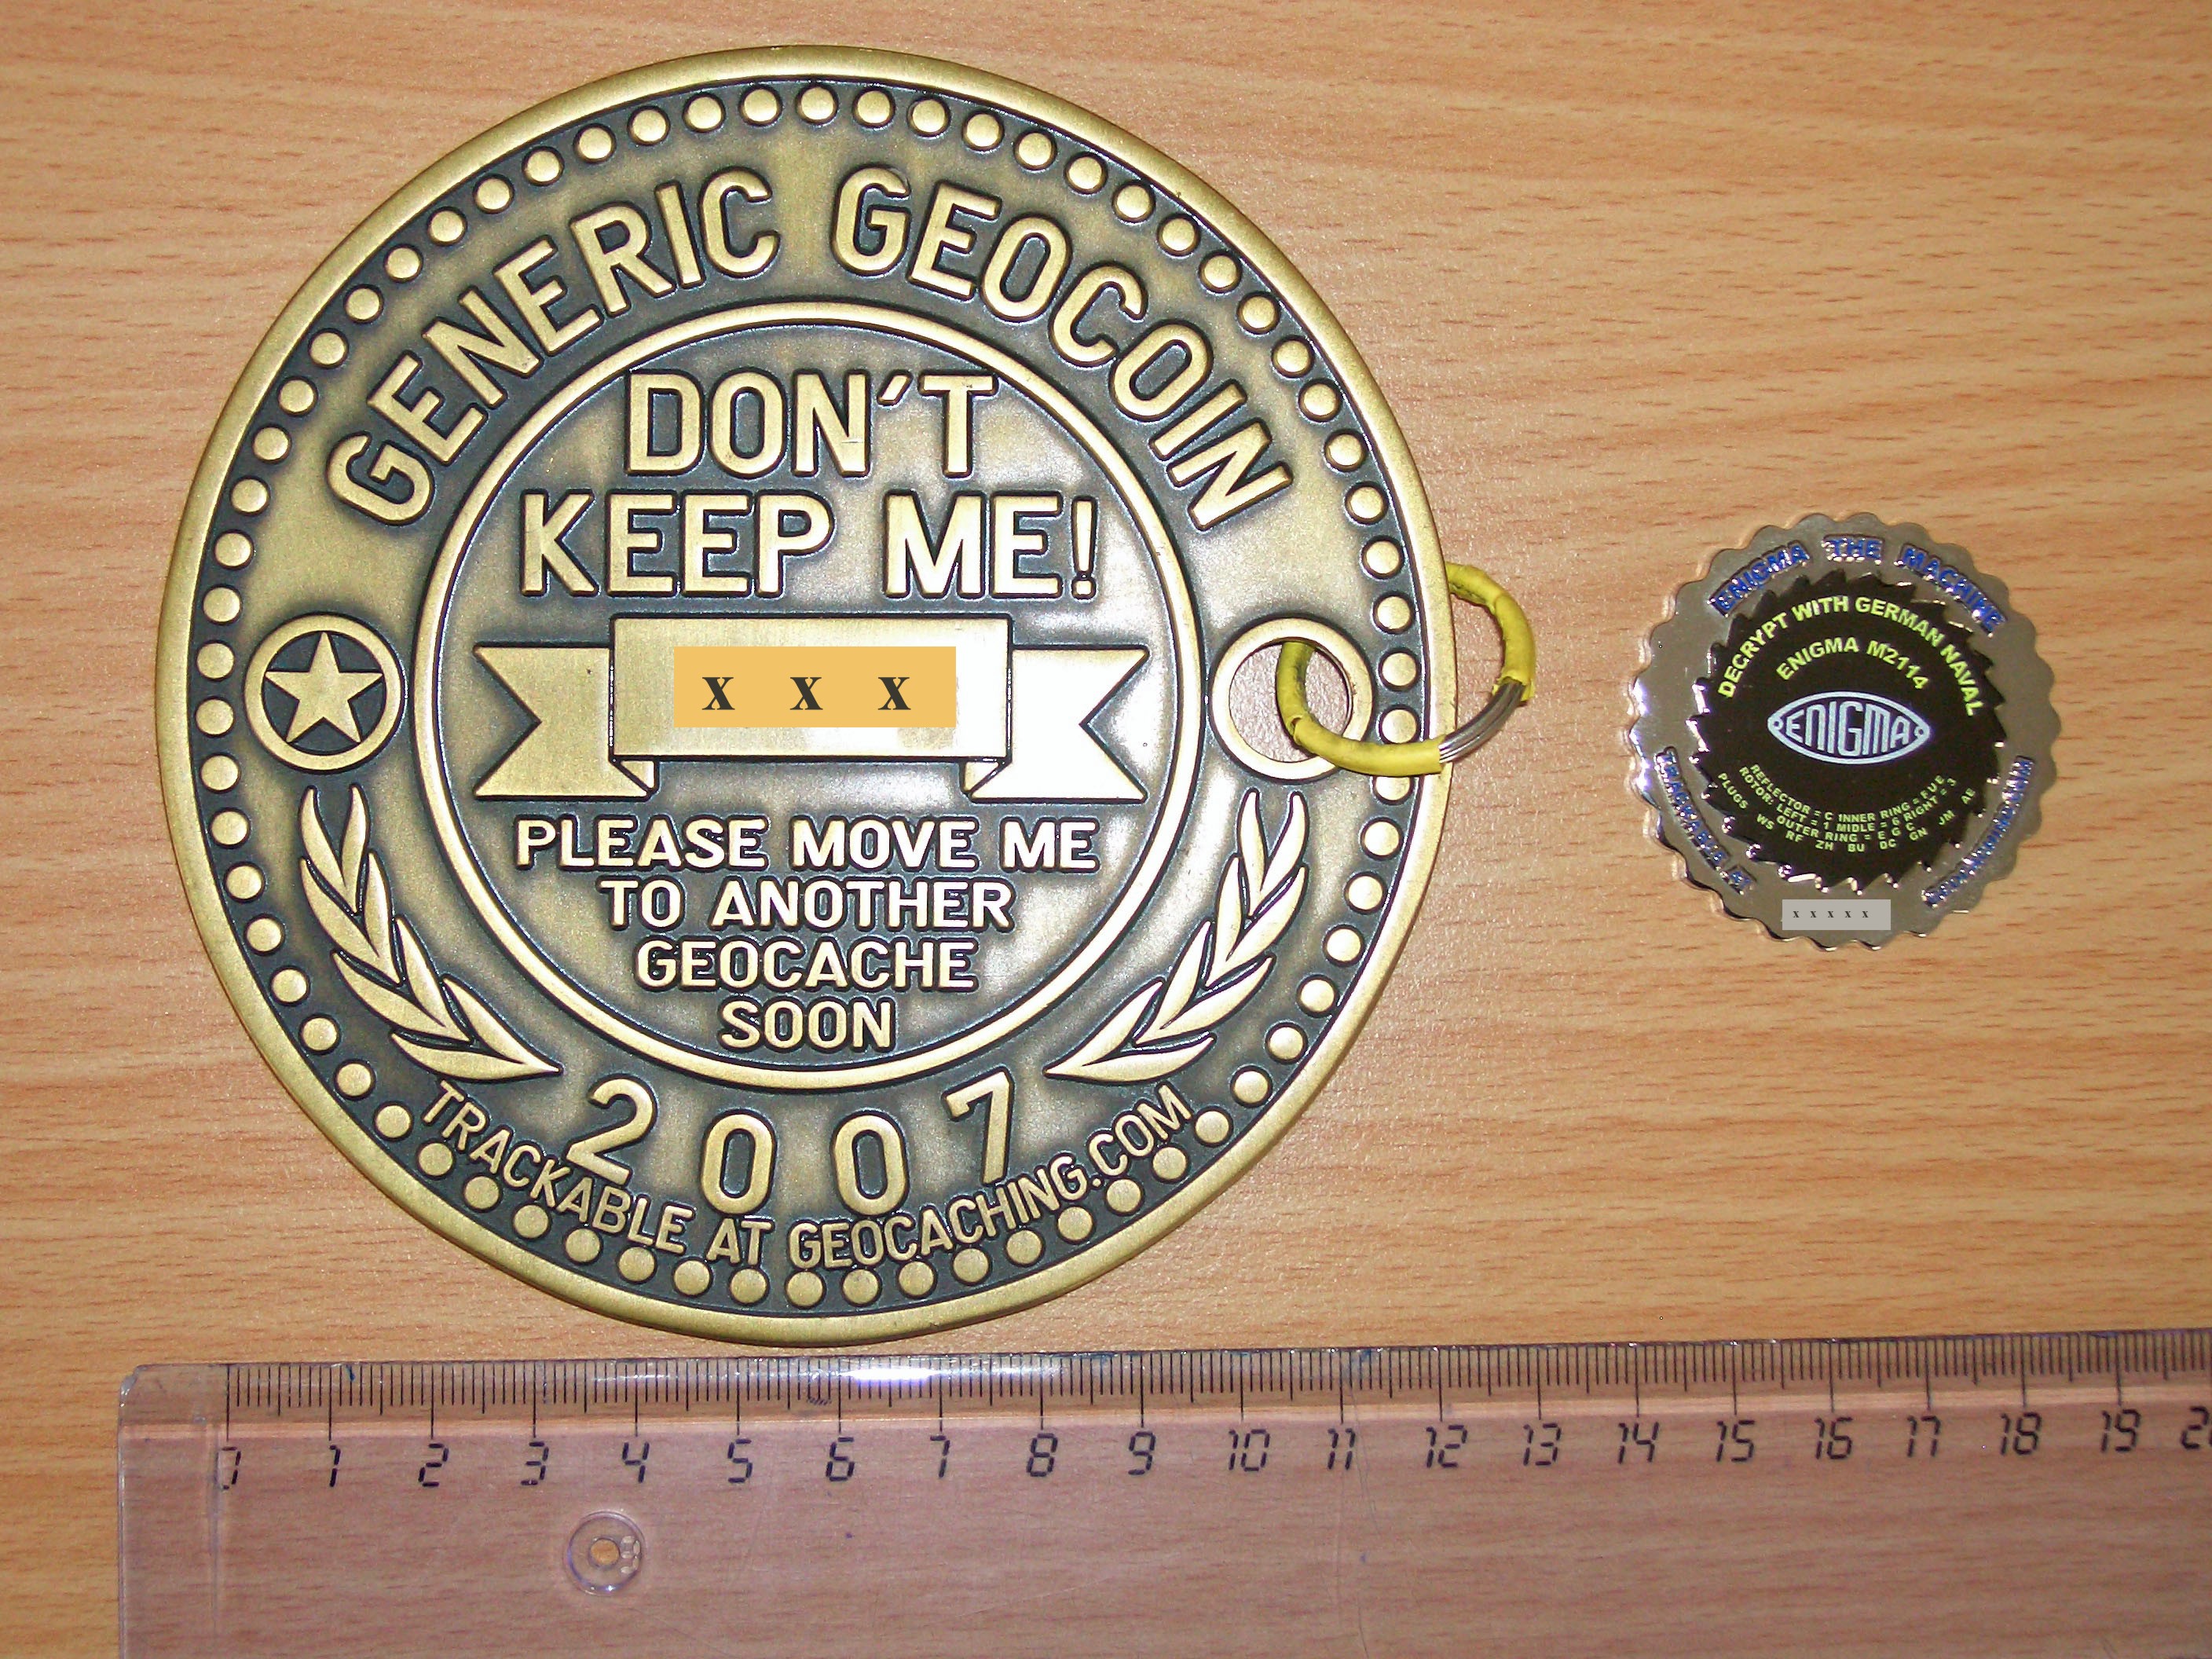 GENERIC GEOCOIN
DON'T
KEEP ME!
x x x
PLEASE MOVE ME
TO ANOTHER
GEOCACHE
SOON
2007
TRACKABLE AT GEOCACHING.COM
ENIGMA THE MACHINE
DECRYPT WITH GERMAN NAVAL
ENIGMA M2114
ENIGMA
REFLECTOR = C INNER RING =
ROTOR: LEFT = 1 MIDLE = 6 RIGHT = 3
OUTER RING = E G C
PLUGS WS RF ZH BU GN JM AE
TRACKABLE AT
x x x x x
0 1 2 3 4 5 6 7 8 9 10 11 12 13 14 15 16 17 18 19